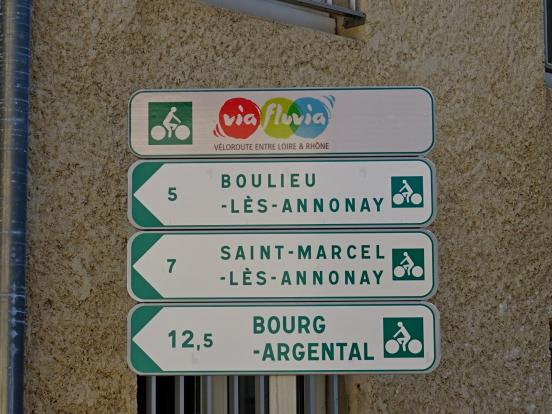 via fluvia
VÉLOROUTE ENTRE LOIRE & RHÔNE
5 BOULIEU
-LÈS-ANNONAY
7 SAINT-MARCEL
-LÈS-ANNONAY
12,5 BOURG
-ARGENTAL